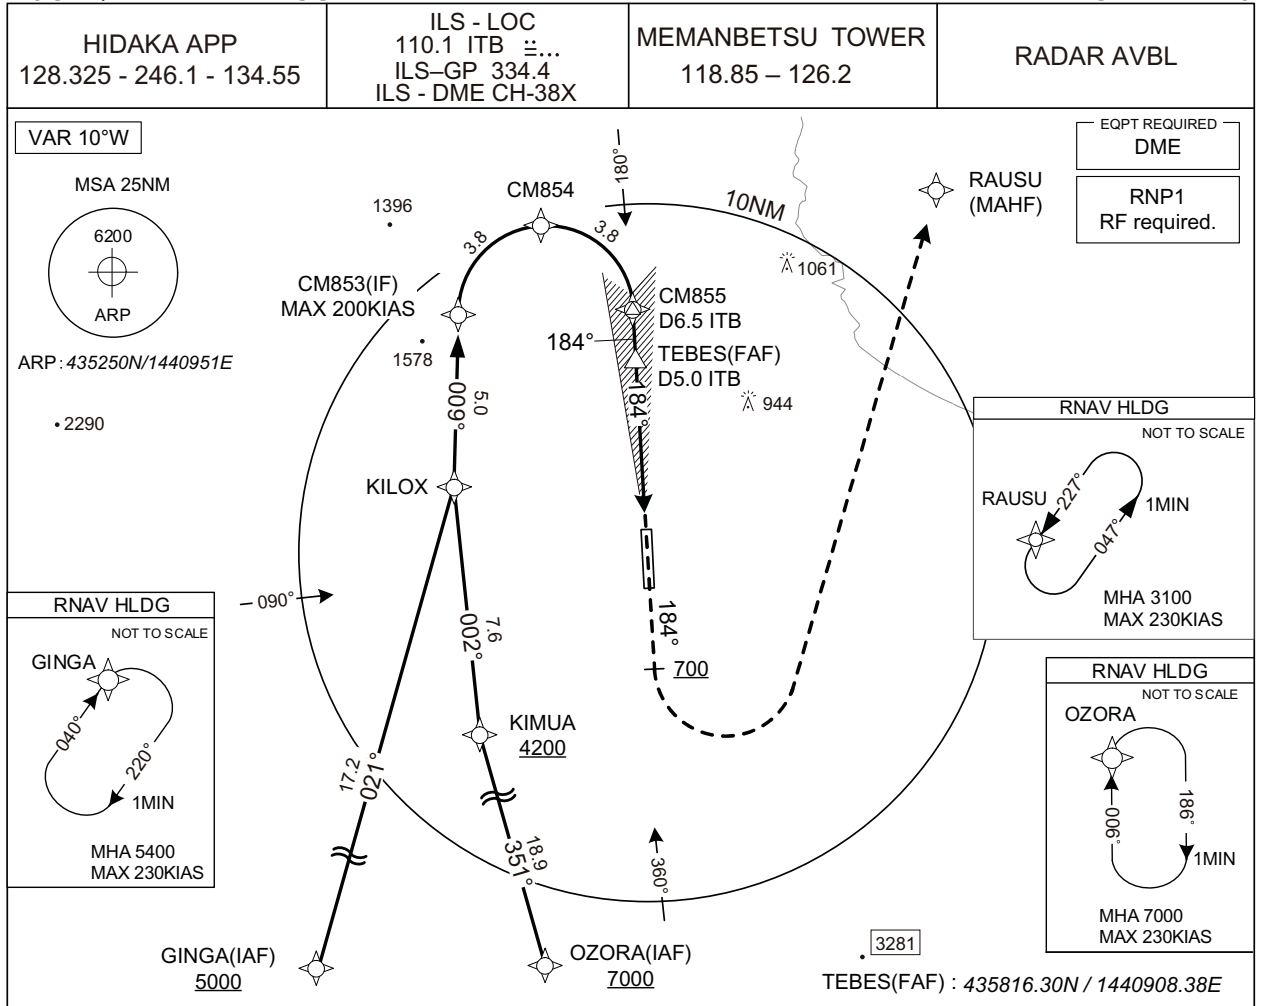 HIDAKA APP
128.325 - 246.1 - 134.55
ILS - LOC
110.1 ITB
ILS–GP 334.4
ILS - DME CH-38X
MEMANBETSU TOWER
118.85 – 126.2
RADAR AVBL
VAR 10°W
MSA 25NM
6200
ARP
ARP : 435250N/1440951E
2290
1396
1578
CM853(IF)
MAX 200KIAS
3.8
CM854
3.8
180°
10NM
1061
RAUSU
(MAHF)
EQPT REQUIRED
DME
RNP1
RF required.
CM855
D6.5 ITB
184°
TEBES(FAF)
D5.0 ITB
184°
944
009°
5.0
KILOX
090°
002°
7.6
KIMUA
4200
184°
700
17.2
021°
18.9
351°
360°
GINGA(IAF)
5000
OZORA(IAF)
7000
3281
TEBES(FAF) : 435816.30N / 1440908.38E
RNAV HLDG
NOT TO SCALE
GINGA
040°
220°
1MIN
MHA 5400
MAX 230KIAS
RNAV HLDG
NOT TO SCALE
RAUSU
227°
047°
1MIN
MHA 3100
MAX 230KIAS
RNAV HLDG
NOT TO SCALE
OZORA
006°
186°
1MIN
MHA 7000
MAX 230KIAS